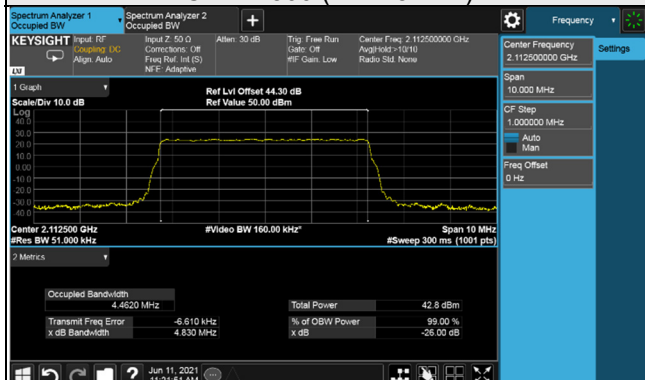 Spectrum Analyzer 1
Occupied BW
Spectrum Analyzer 2
Occupied BW
Frequency
KEYSIGHT
Input: RF
Coupling: DC
Align: Auto
Input Z: 50 Ω
Corrections: Off
Freq Ref: Int (S)
NFE: Adaptive
Atten: 30 dB
Trig: Free Run
Gate: Off
#IF Gain: Low
Center Freq: 2.112500000 GHz
Avg|Hold:>10/10
Radio Std: None
LXI
Center Frequency
2.112500000 GHz
Settings
Span
10.000 MHz
CF Step
1.000000 MHz
Auto
Man
Freq Offset
0 Hz
1 Graph
Scale/Div 10.0 dB
Ref Lvl Offset 44.30 dB
Ref Value 50.00 dBm
Log
40.0
30.0
20.0
10.0
0.00
-10.0
-20.0
-30.0
-40.0
Center 2.112500 GHz
#Res BW 51.000 kHz
#Video BW 160.00 kHz*
Span 10 MHz
#Sweep 300 ms (1001 pts)
2 Metrics
Occupied Bandwidth
4.4620 MHz
Total Power 42.8 dBm
Transmit Freq Error -6.610 kHz
% of OBW Power 99.00 %
x dB Bandwidth 4.830 MHz
x dB -26.00 dB
Jun 11, 2021